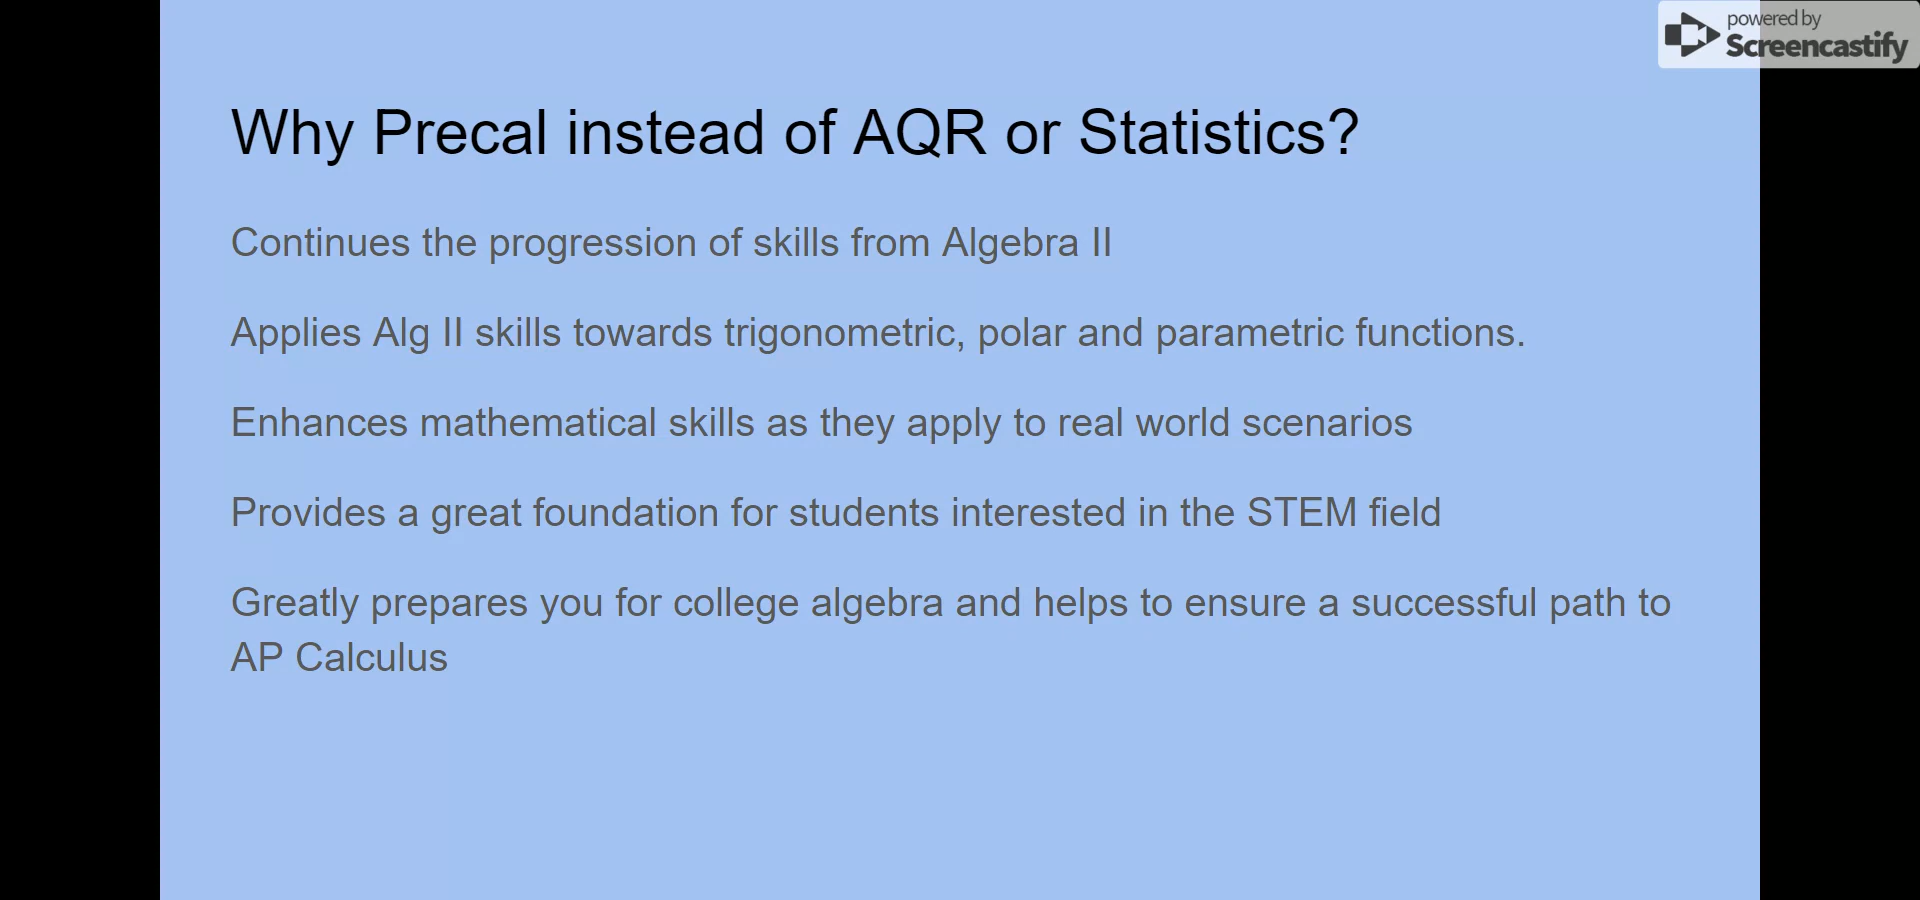 powered by
Screencastify
Why Precal instead of AQR or Statistics?
Continues the progression of skills from Algebra II
Applies Alg II skills towards trigonometric, polar and parametric functions.
Enhances mathematical skills as they apply to real world scenarios
Provides a great foundation for students interested in the STEM field
Greatly prepares you for college algebra and helps to ensure a successful path to
AP Calculus